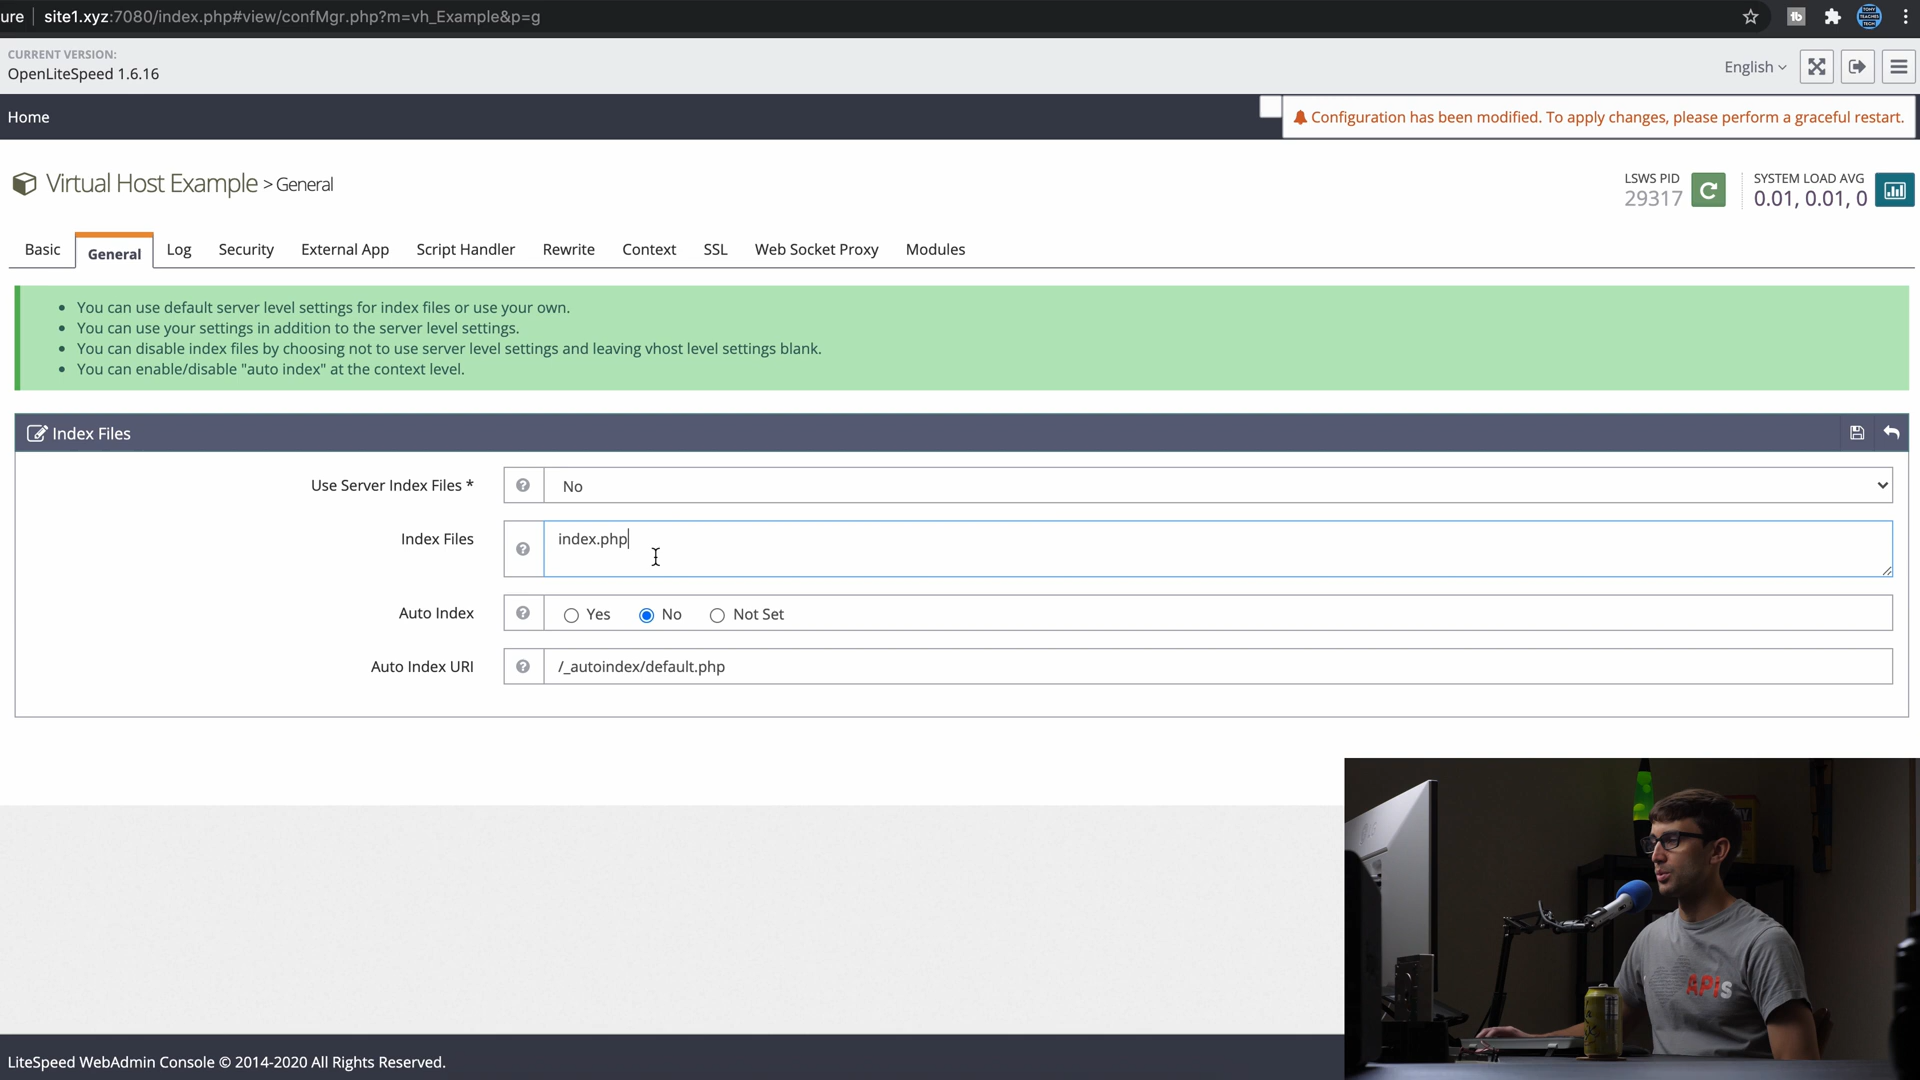 ure site1.xyz:7080/index.php#view/confMgr.php?m=vh_Example&p=g
CURRENT VERSION:
OpenLiteSpeed 1.6.16
English
Home
Configuration has been modified. To apply changes, please perform a graceful restart.
Virtual Host Example > General
LSWS PID
29317
SYSTEM LOAD AVG
0.01, 0.01, 0
Basic General Log Security External App Script Handler Rewrite Context SSL Web Socket Proxy Modules
You can use default server level settings for index files or use your own.
You can use your settings in addition to the server level settings.
You can disable index files by choosing not to use server level settings and leaving vhost level settings blank.
You can enable/disable "auto index" at the context level.
Index Files
Use Server Index Files * No
Index Files index.php
Auto Index Yes No Not Set
Auto Index URI /_autoindex/default.php
APIs
LiteSpeed WebAdmin Console © 2014-2020 All Rights Reserved.